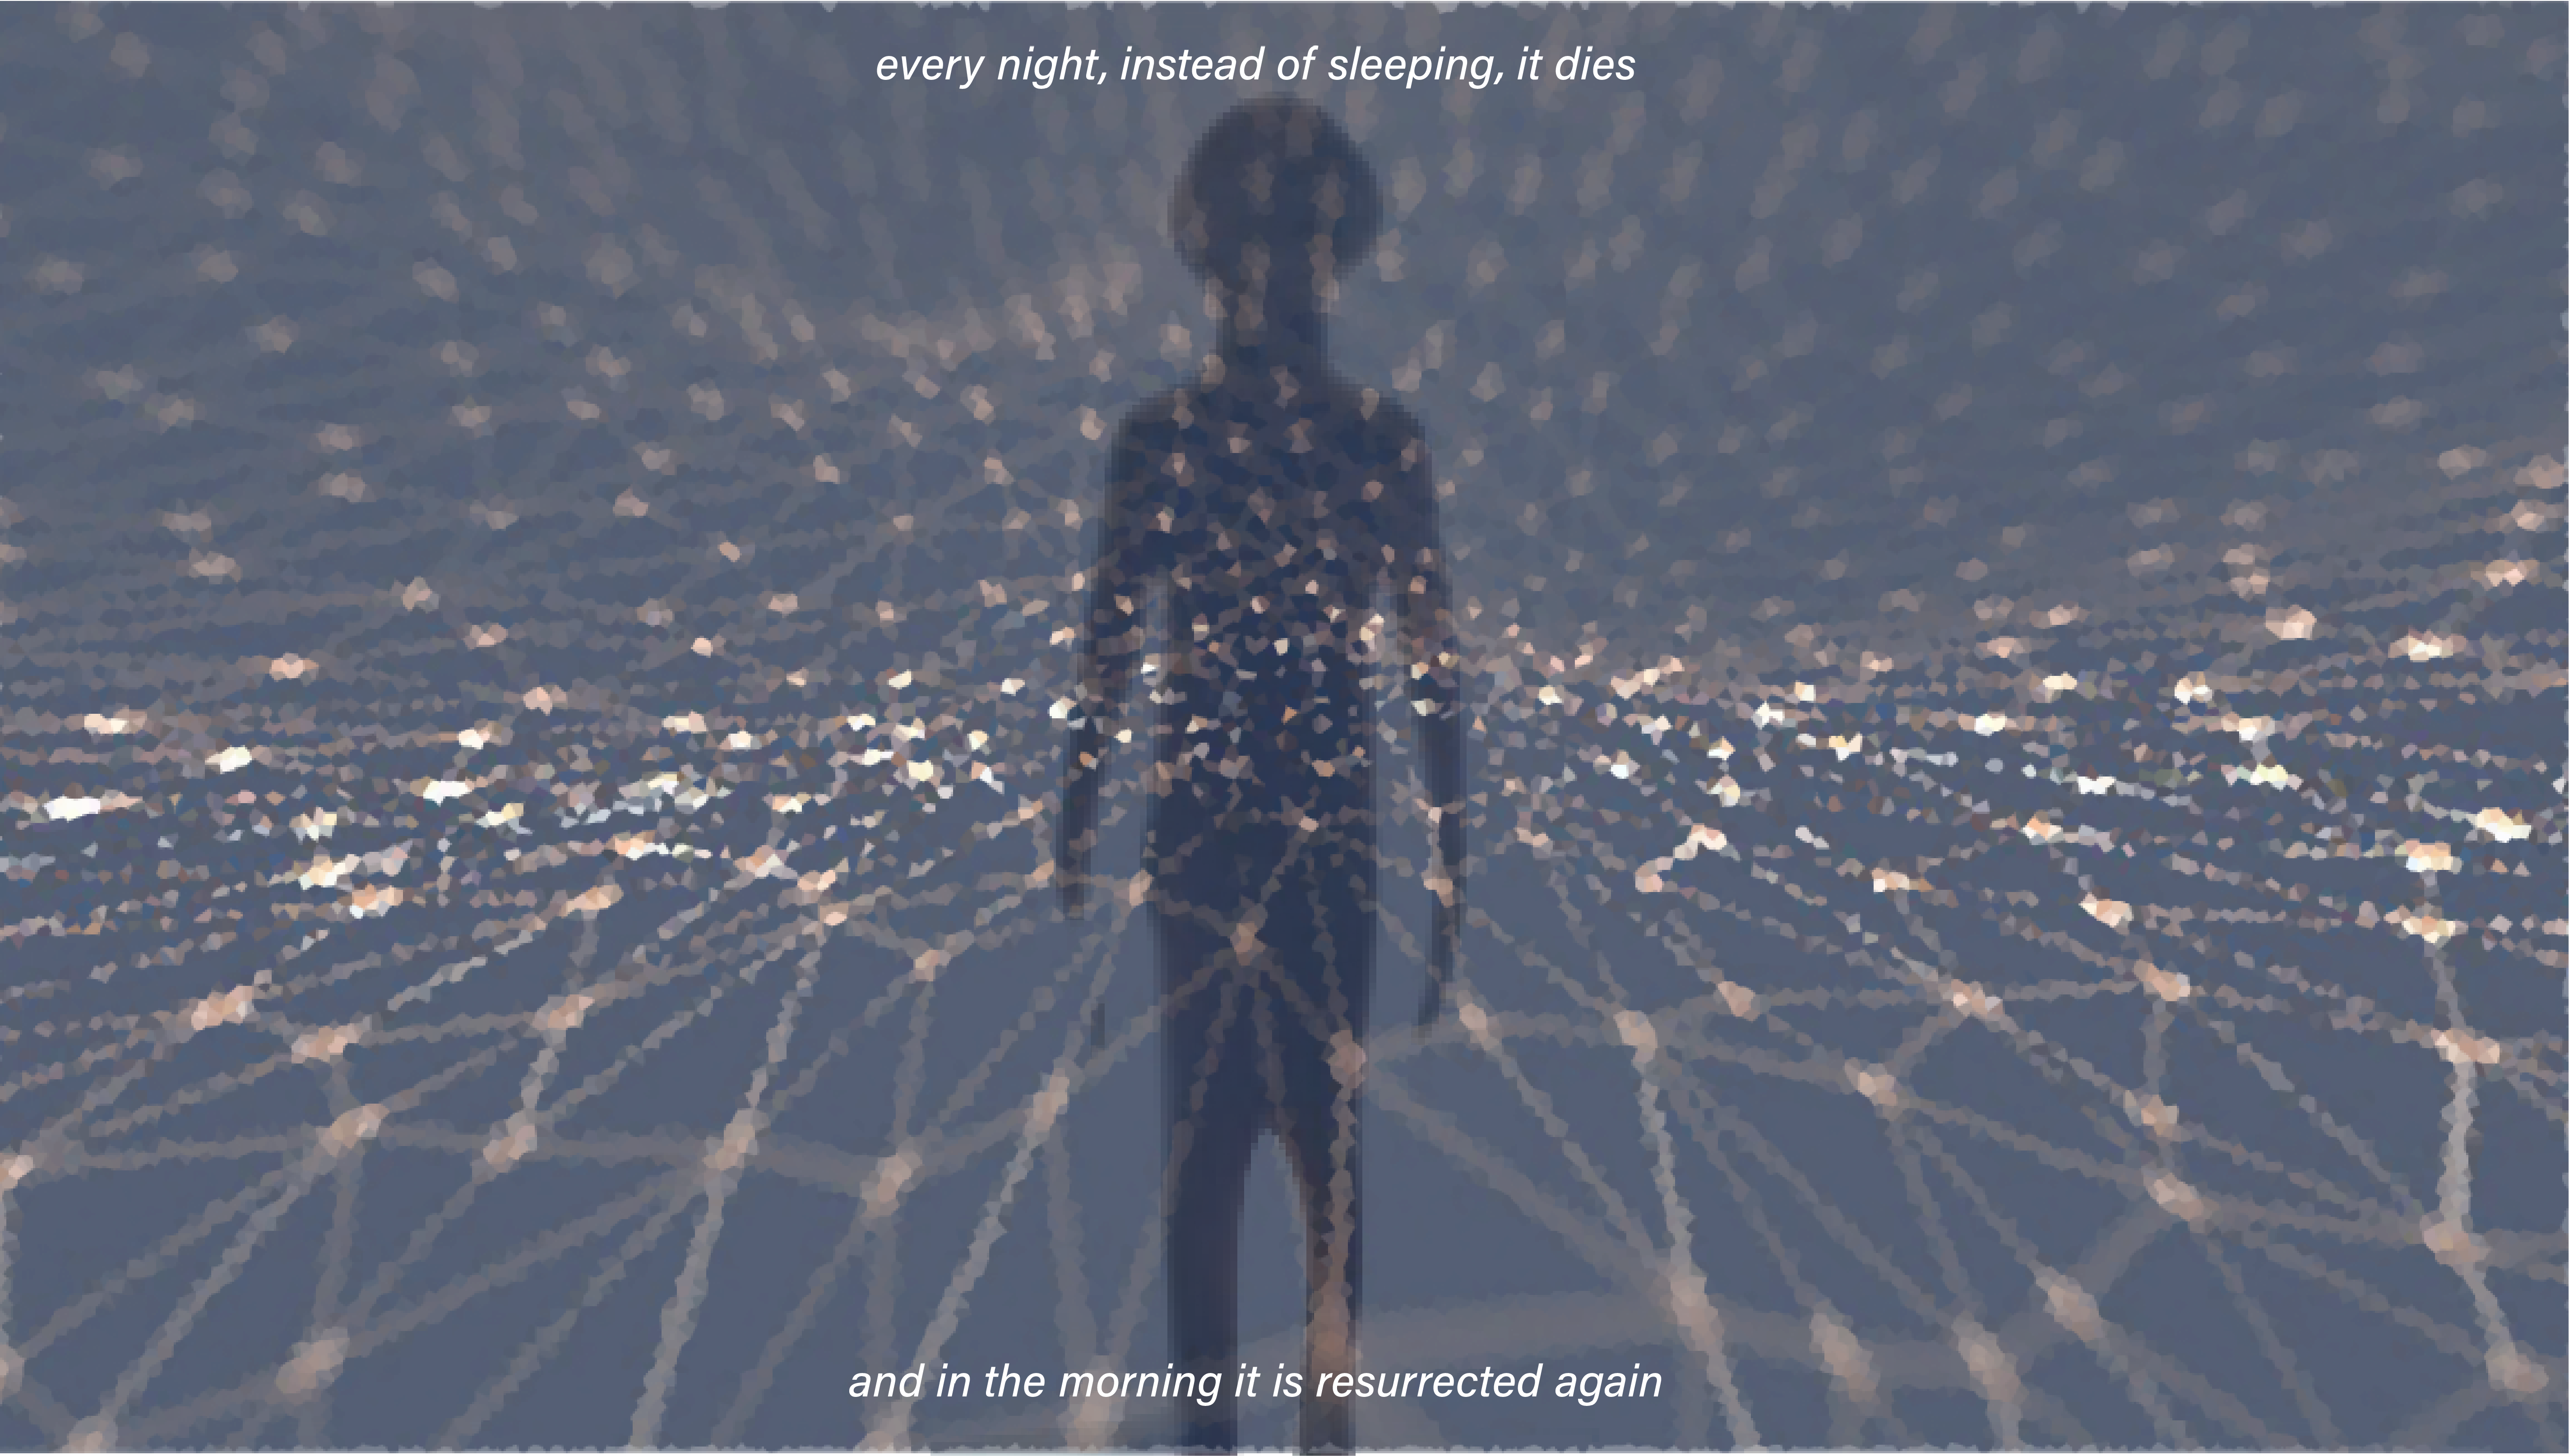 every night, instead of sleeping, it dies
and in the morning it is resurrected again